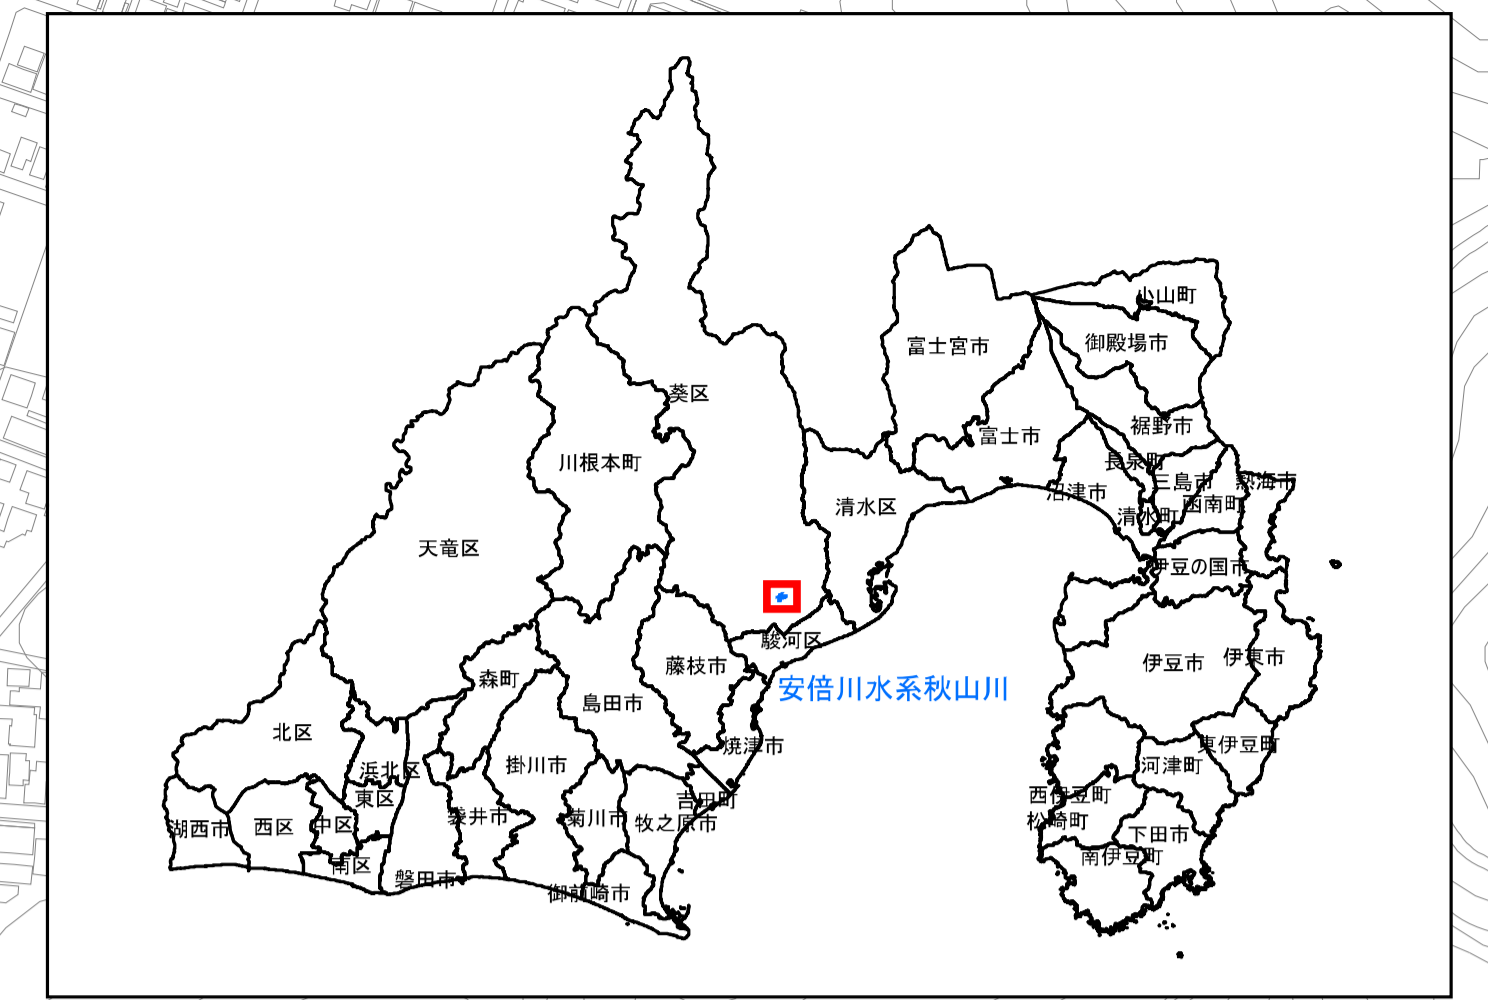 小山町
御殿場市
富士宮市
葵区
裾野市
富士市
川根本町
長泉町
三島市
熱海市
沼津市
函南町
清水区
清水町
天竜区
伊豆の国市
駿河区
伊東市
伊豆市
藤枝市
森町
安倍川水系秋山川
島田市
北区
焼津市
東伊豆町
掛川市
河津町
浜北区
西伊豆町
東区
吉田町
袋井市
菊川市
牧之原市
松崎町
湖西市
西区
中区
下田市
南伊豆町
南区
磐田市
御前崎市